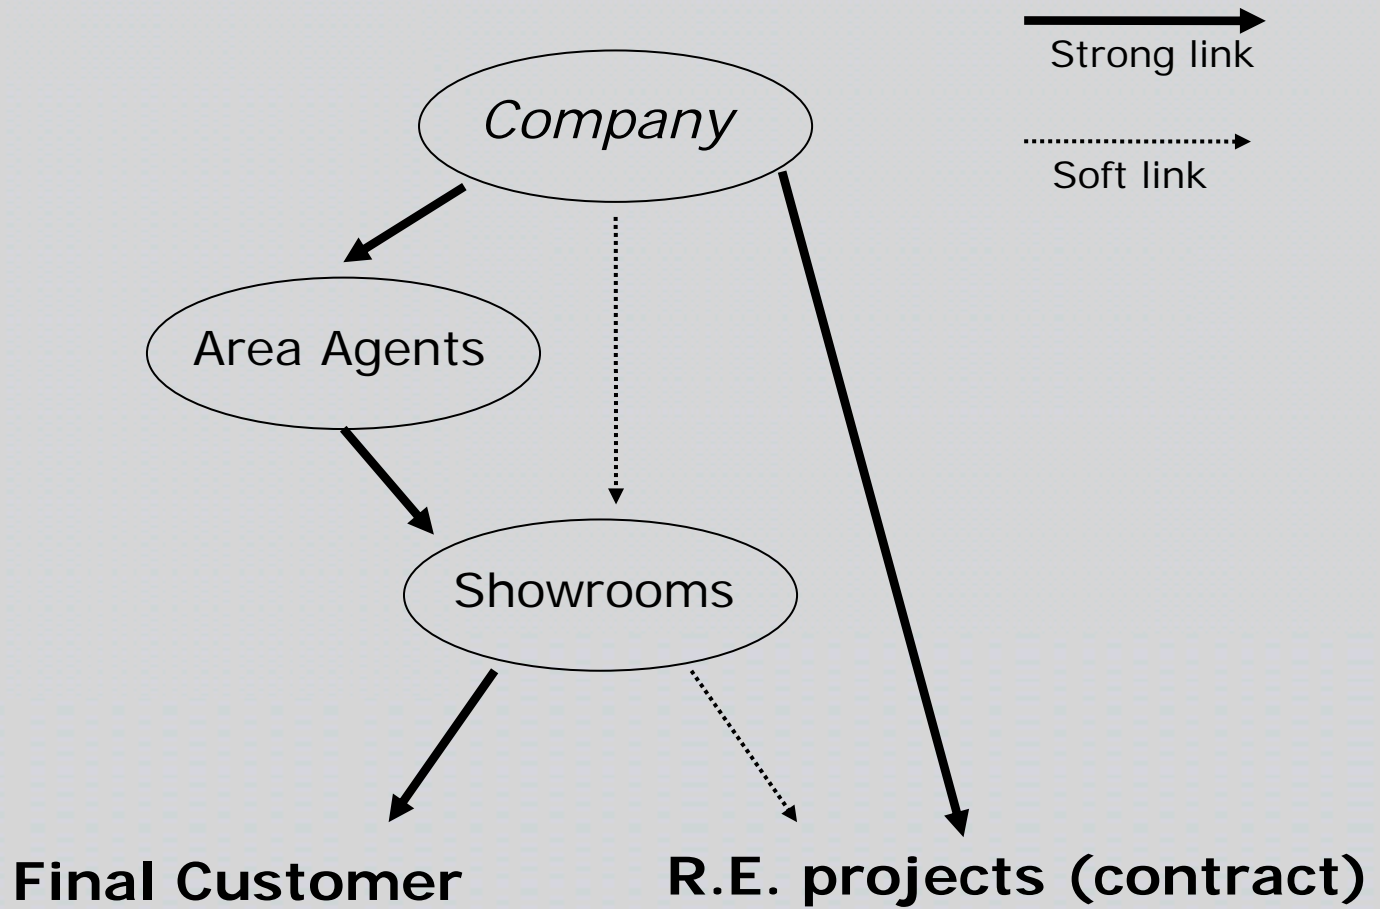 Strong link
Company
Soft link
Area Agents
Showrooms
Final Customer
R.E. projects (contract)